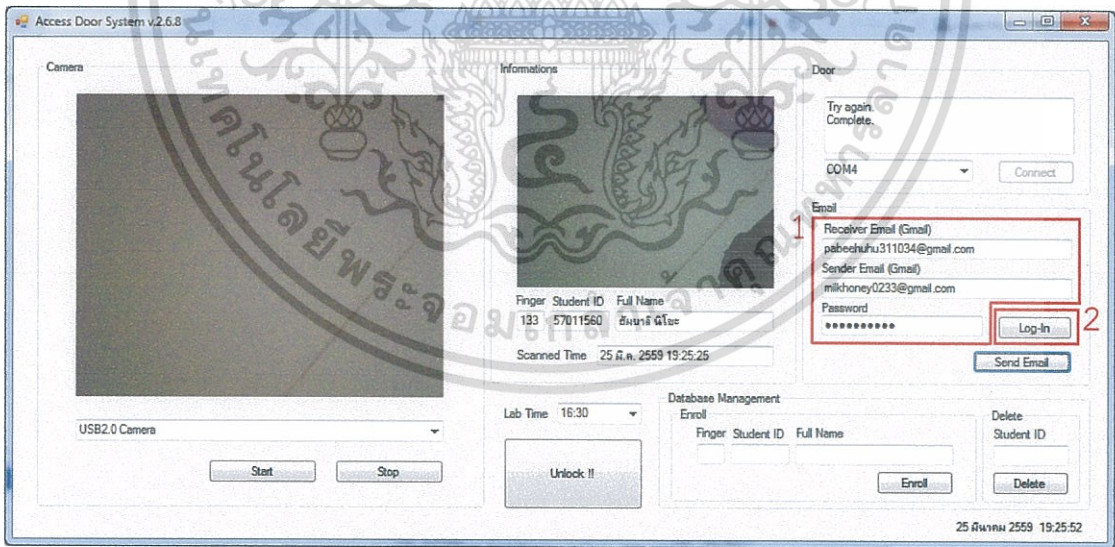 Access Door System v.2.6.8
Camera
USB2.0 Camera
Start Stop
Informations
Finger Student ID Full Name
133 57011560
Scanned Time 25 มี.ค. 2559 19:25:25
Lab Time 16:30
Unlock !!
Door
Try again.
Complete.
COM4 Connect
Email
1
Receiver Email (Gmail)
pabeehuhu311034@gmail.com
Sender Email (Gmail)
milkhoney0233@gmail.com
Password
●●●●●●●●●● Log-In 2
Send Email
Database Management
Enroll
Finger Student ID Full Name
Enroll
Delete
Student ID
Delete
25 มีนาคม 2559 19:25:52